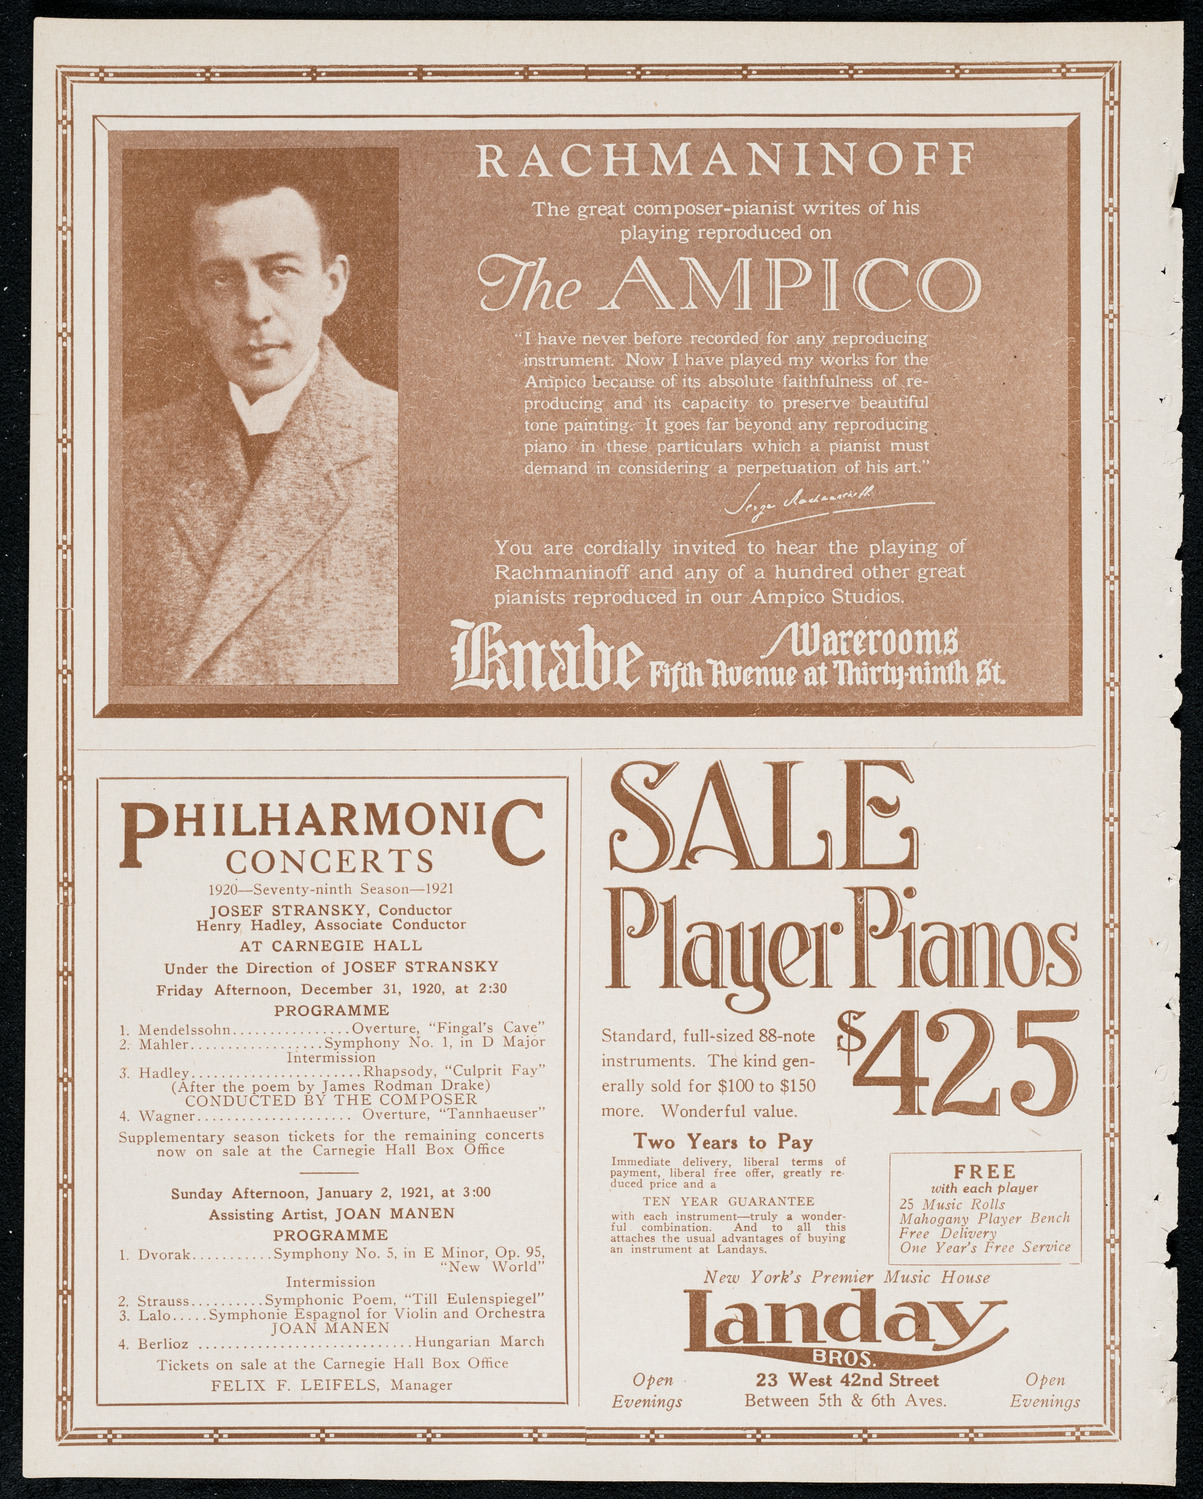 RACHMANINOFF
The great composer-pianist writes of his
playing reproduced on
The AMPICO
"I have never before recorded for any reproducing
instrument. Now I have played my works for the
Ampico because of its absolute faithfulness of re-
producing and its capacity to preserve beautiful
tone painting. It goes far beyond any reproducing
piano in these particulars which a pianist must
demand in considering a perpetuation of his art."
Serge Rachmaninoff
You are cordially invited to hear the playing of
Rachmaninoff and any of a hundred other great
pianists reproduced in our Ampico Studios.
Knabe Warerooms
Fifth Avenue at Thirty-ninth St.
PHILHARMONIC
CONCERTS
1920—Seventy-ninth Season—1921
JOSEF STRANSKY, Conductor
Henry Hadley, Associate Conductor
AT CARNEGIE HALL
Under the Direction of JOSEF STRANSKY
Friday Afternoon, December 31, 1920, at 2:30
PROGRAMME
1. Mendelssohn................Overture, "Fingal's Cave"
2. Mahler..................Symphony No. 1, in D Major
Intermission
3. Hadley.......................Rhapsody, "Culprit Fay"
(After the poem by James Rodman Drake)
CONDUCTED BY THE COMPOSER
4. Wagner..................... Overture, "Tannhaeuser"
Supplementary season tickets for the remaining concerts
now on sale at the Carnegie Hall Box Office
Sunday Afternoon, January 2, 1921, at 3:00
Assisting Artist, JOAN MANEN
PROGRAMME
1. Dvorak...........Symphony No. 5, in E Minor, Op. 95,
"New World"
Intermission
2. Strauss..........Symphonic Poem, "Till Eulenspiegel"
3. Lalo.....Symphonie Espagnol for Violin and Orchestra
JOAN MANEN
4. Berlioz .............................Hungarian March
Tickets on sale at the Carnegie Hall Box Office
FELIX F. LEIFELS, Manager
SALE
Player Pianos
$425
Standard, full-sized 88-note
instruments. The kind gen-
erally sold for $100 to $150
more. Wonderful value.
Two Years to Pay
Immediate delivery, liberal terms of
payment, liberal free offer, greatly re-
duced price and a
TEN YEAR GUARANTEE
with each instrument—truly a wonder-
ful combination. And to all this
attaches the usual advantages of buying
an instrument at Landays.
FREE
with each player
25 Music Rolls
Mahogany Player Bench
Free Delivery
One Year's Free Service
New York's Premier Music House
Landay
BROS.
Open
Evenings
23 West 42nd Street
Between 5th & 6th Aves.
Open
Evenings